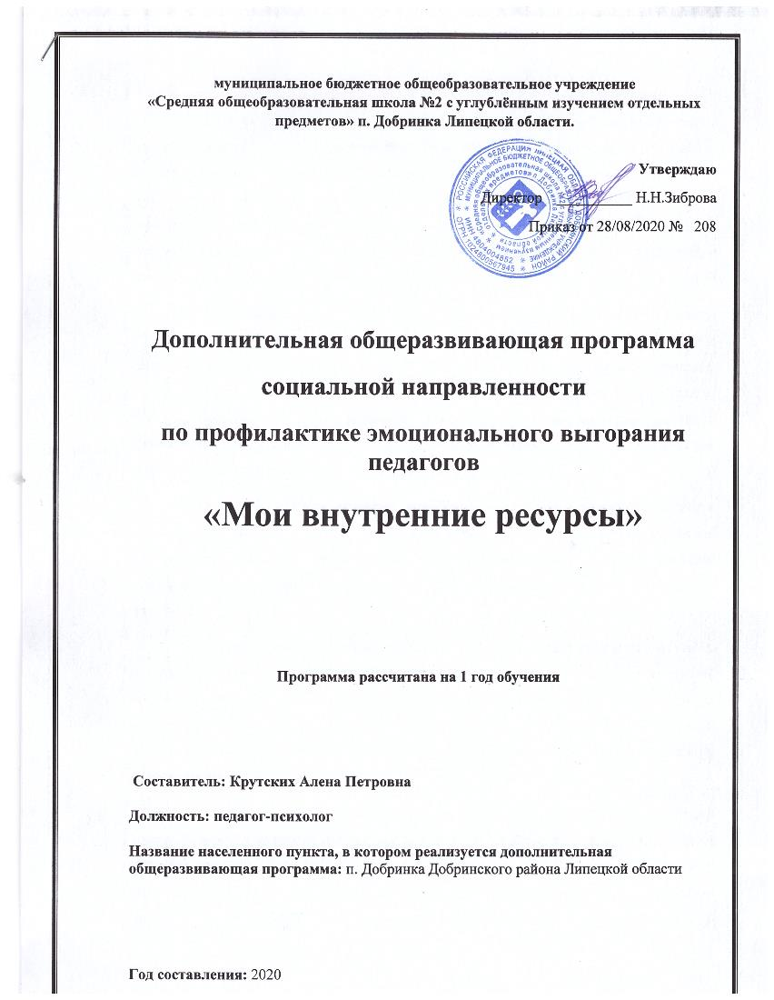 муниципальное бюджетное общеобразовательное учреждение
«Средняя общеобразовательная школа №2 с углублённым изучением отдельных
предметов» п. Добринка Липецкой области.
Утверждаю
Директор ____________ Н.Н.Зиброва
Приказ от 28/08/2020 № 208
Дополнительная общеразвивающая программа
социальной направленности
по профилактике эмоционального выгорания
педагогов
«Мои внутренние ресурсы»
Программа рассчитана на 1 год обучения
Составитель: Крутских Алена Петровна
Должность: педагог-психолог
Название населенного пункта, в котором реализуется дополнительная
общеразвивающая программа: п. Добринка Добринского района Липецкой области
Год составления: 2020